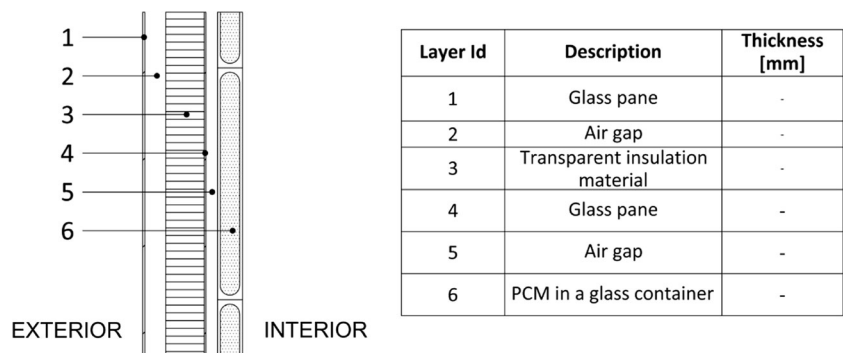 1
2
3
4
5
6
EXTERIOR INTERIOR
Layer Id Description Thickness [mm]
1 Glass pane -
2 Air gap -
3 Transparent insulation material -
4 Glass pane -
5 Air gap -
6 PCM in a glass container -